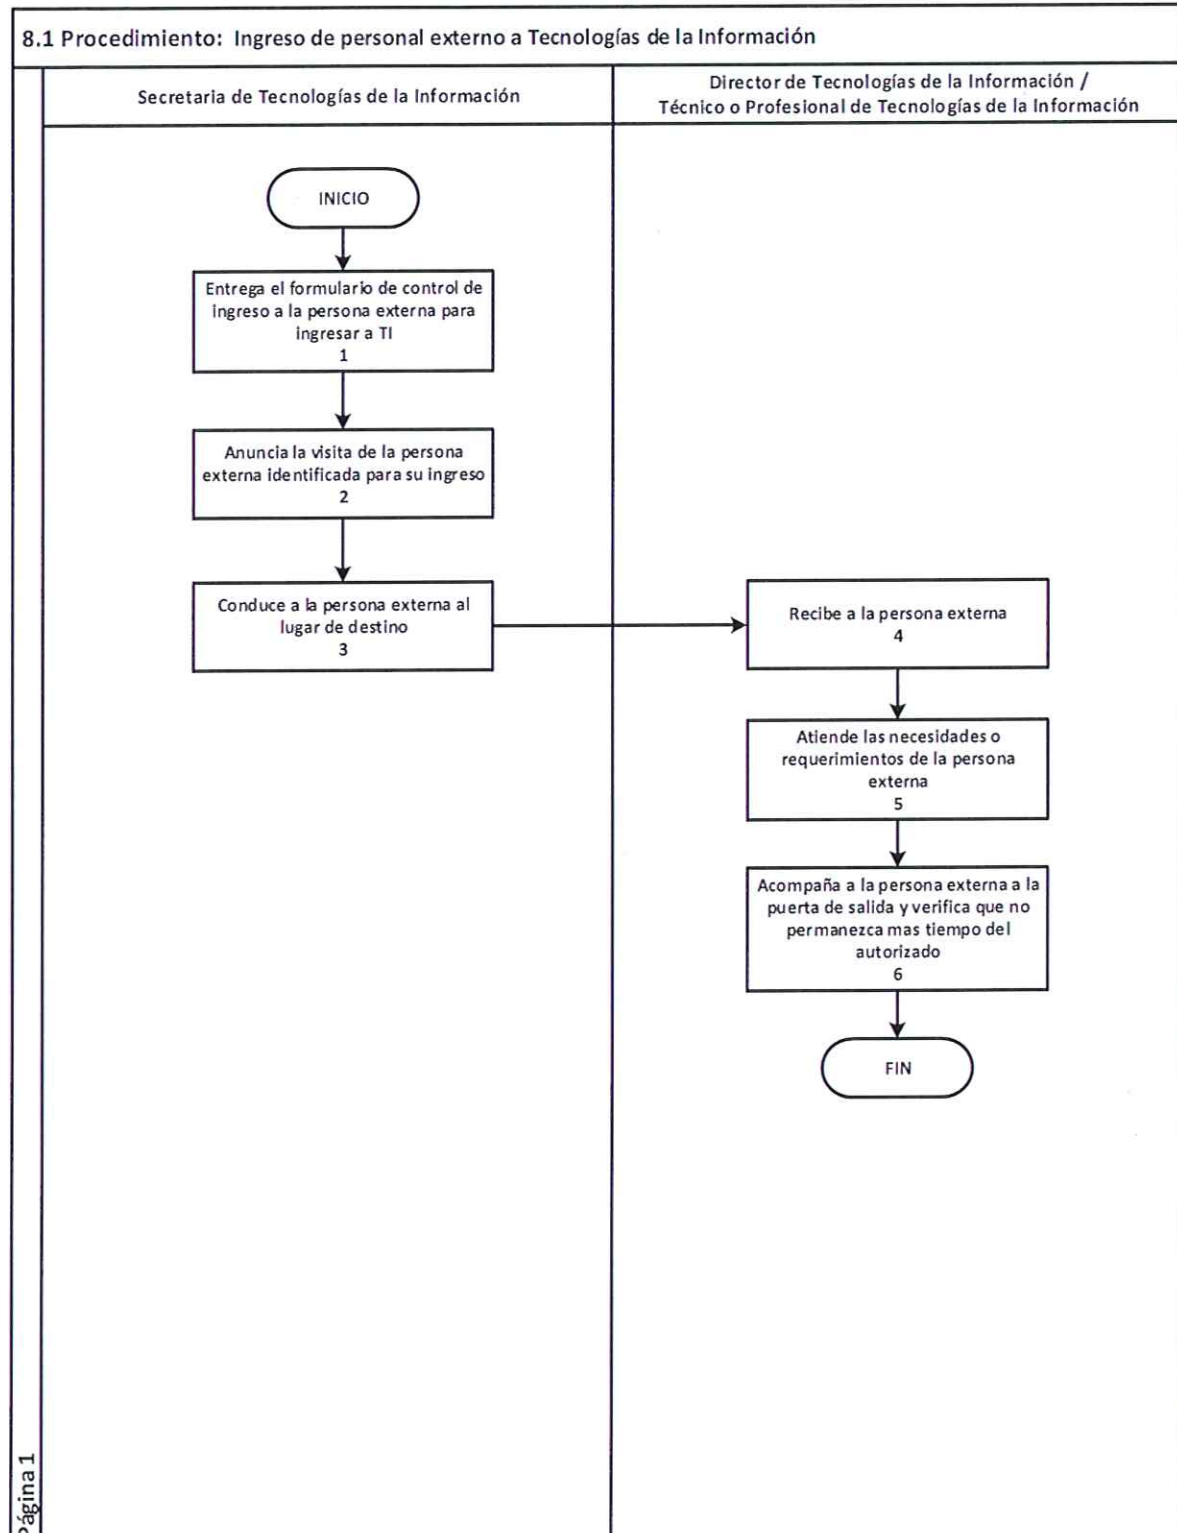 8.1 Procedimiento: Ingreso de personal externo a Tecnologías de la Información
Secretaria de Tecnologías de la Información
Director de Tecnologías de la Información /
Técnico o Profesional de Tecnologías de la Información
INICIO
Entrega el formulario de control de
ingreso a la persona externa para
ingresar a TI
1
Anuncia la visita de la persona
externa identificada para su ingreso
2
Conduce a la persona externa al
lugar de destino
3
Recibe a la persona externa
4
Atiende las necesidades o
requerimientos de la persona
externa
5
Acompaña a la persona externa a la
puerta de salida y verifica que no
permanezca mas tiempo del
autorizado
6
FIN
Página 1